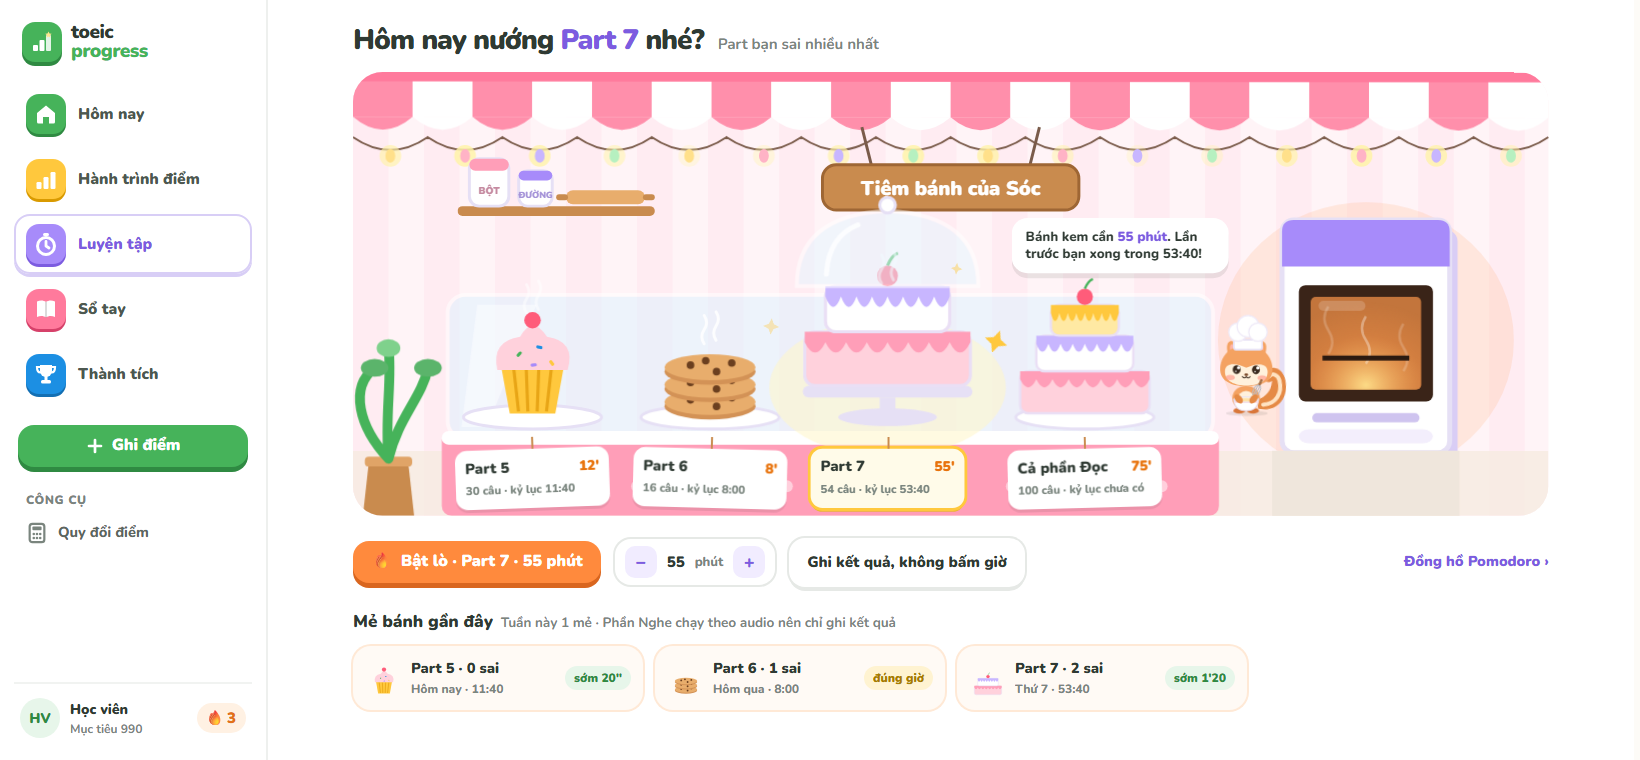 toeic
progress
Hôm nay
Hành trình điểm
Luyện tập
Sổ tay
Thành tích
+ Ghi điểm
CÔNG CỤ
Quy đổi điểm
HV
Học viên
Mục tiêu 990
3
Hôm nay nướng Part 7 nhé? Part bạn sai nhiều nhất
BỘT
ĐƯỜNG
Tiệm bánh của Sóc
Bánh kem cần 55 phút. Lần
trước bạn xong trong 53:40!
Part 5 12'
30 câu · kỷ lục 11:40
Part 6 8'
16 câu · kỷ lục 8:00
Part 7 55'
54 câu · kỷ lục 53:40
Cả phần Đọc 75'
100 câu · kỷ lục chưa có
Bật lò · Part 7 · 55 phút
− 55 phút +
Ghi kết quả, không bấm giờ
Đồng hồ Pomodoro ›
Mẻ bánh gần đây Tuần này 1 mẻ · Phần Nghe chạy theo audio nên chỉ ghi kết quả
Part 5 · 0 sai
Hôm nay · 11:40
sớm 20"
Part 6 · 1 sai
Hôm qua · 8:00
đúng giờ
Part 7 · 2 sai
Thứ 7 · 53:40
sớm 1'20